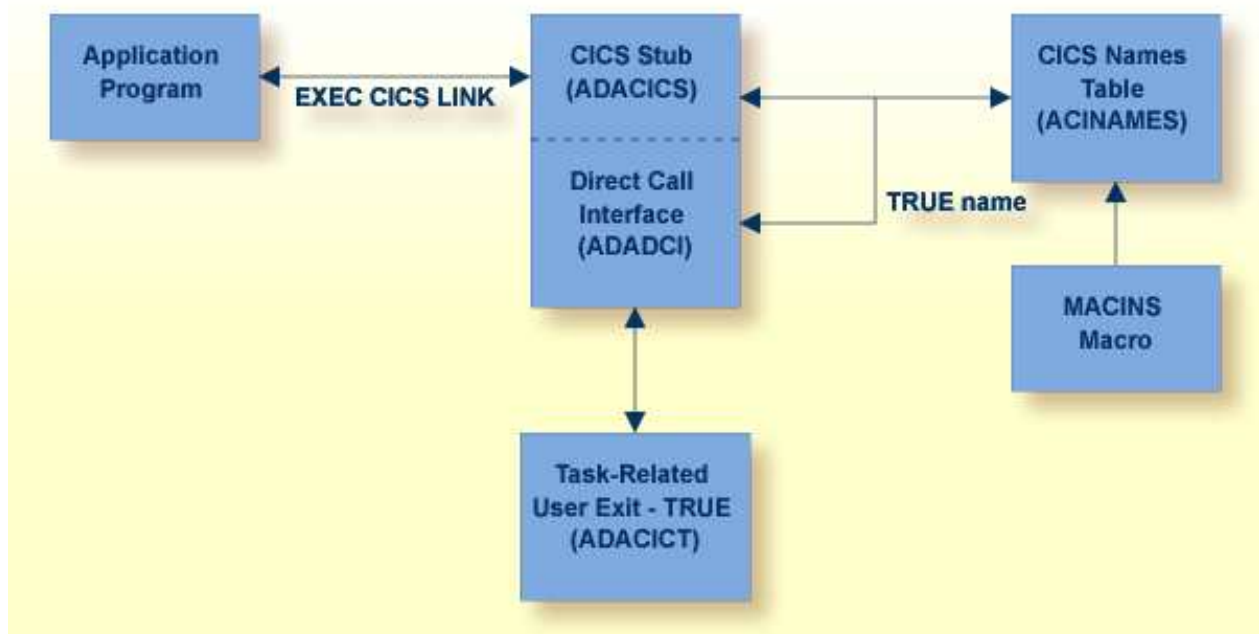 Application
Program
EXEC CICS LINK
CICS Stub
(ADACICS)
Direct Call
Interface
(ADADCI)
CICS Names
Table
(ACINAMES)
TRUE name
MACINS
Macro
Task-Related
User Exit - TRUE
(ADACICT)